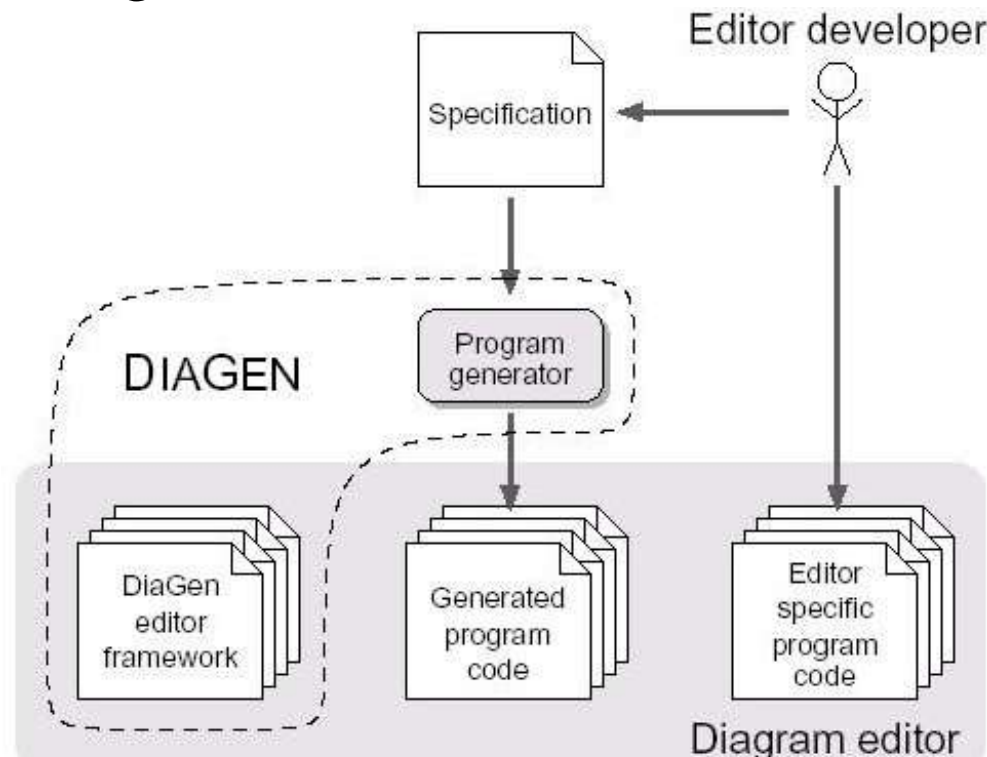 Editor developer
Specification
Program
generator
DIAGEN
DiaGen
editor
framework
Generated
program
code
Editor
specific
program
code
Diagram editor